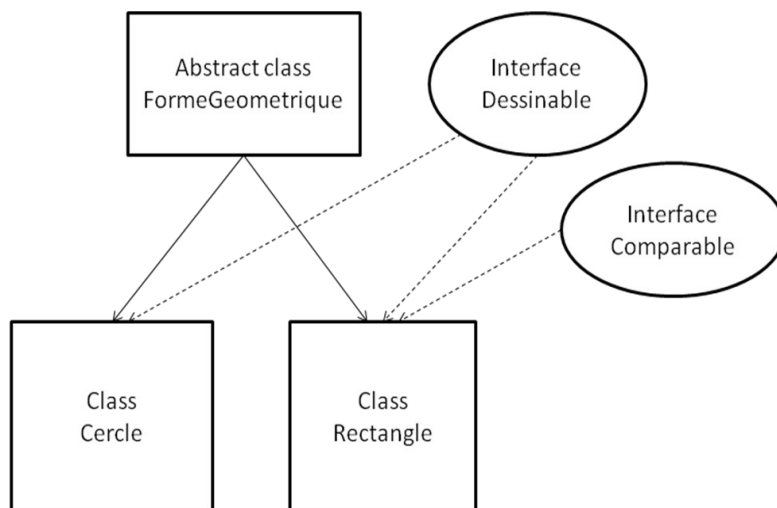 Abstract class
FormeGeometrique
Interface
Dessinable
Interface
Comparable
Class
Cercle
Class
Rectangle